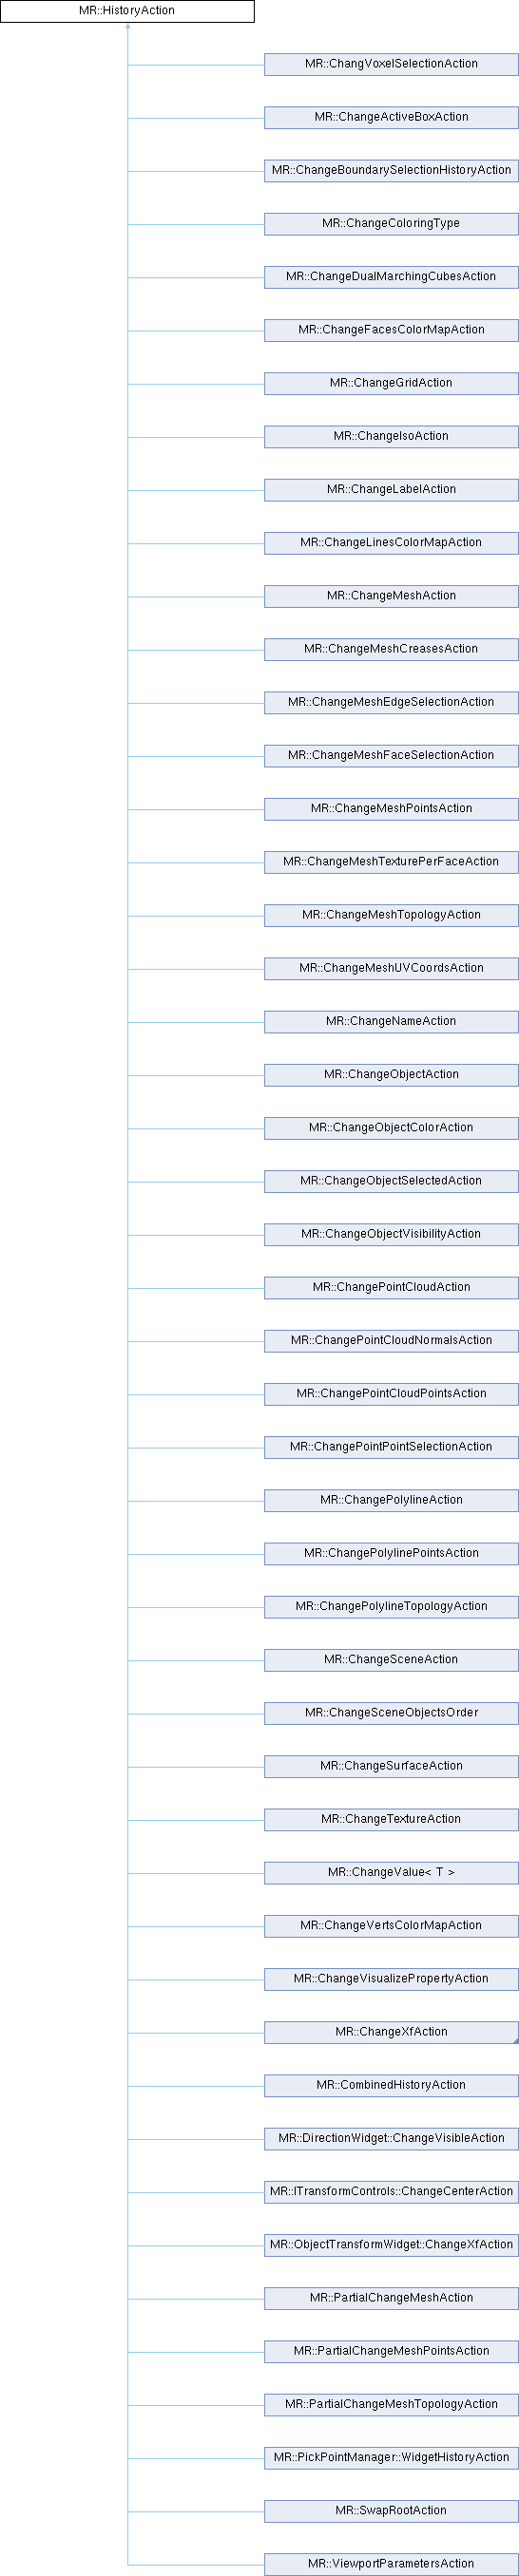 MR::HistoryAction
MR::ChangVoxelSelectionAction
MR::ChangeActiveBoxAction
MR::ChangeBoundarySelectionHistoryAction
MR::ChangeColoringType
MR::ChangeDualMarchingCubesAction
MR::ChangeFacesColorMapAction
MR::ChangeGridAction
MR::ChangeIsoAction
MR::ChangeLabelAction
MR::ChangeLinesColorMapAction
MR::ChangeMeshAction
MR::ChangeMeshCreasesAction
MR::ChangeMeshEdgeSelectionAction
MR::ChangeMeshFaceSelectionAction
MR::ChangeMeshPointsAction
MR::ChangeMeshTexturePerFaceAction
MR::ChangeMeshTopologyAction
MR::ChangeMeshUVCoordsAction
MR::ChangeNameAction
MR::ChangeObjectAction
MR::ChangeObjectColorAction
MR::ChangeObjectSelectedAction
MR::ChangeObjectVisibilityAction
MR::ChangePointCloudAction
MR::ChangePointCloudNormalsAction
MR::ChangePointCloudPointsAction
MR::ChangePointPointSelectionAction
MR::ChangePolylineAction
MR::ChangePolylinePointsAction
MR::ChangePolylineTopologyAction
MR::ChangeSceneAction
MR::ChangeSceneObjectsOrder
MR::ChangeSurfaceAction
MR::ChangeTextureAction
MR::ChangeValue< T >
MR::ChangeVertsColorMapAction
MR::ChangeVisualizePropertyAction
MR::ChangeXfAction
MR::CombinedHistoryAction
MR::DirectionWidget::ChangeVisibleAction
MR::ITransformControls::ChangeCenterAction
MR::ObjectTransformWidget::ChangeXfAction
MR::PartialChangeMeshAction
MR::PartialChangeMeshPointsAction
MR::PartialChangeMeshTopologyAction
MR::PickPointManager::WidgetHistoryAction
MR::SwapRootAction
MR::ViewportParametersAction